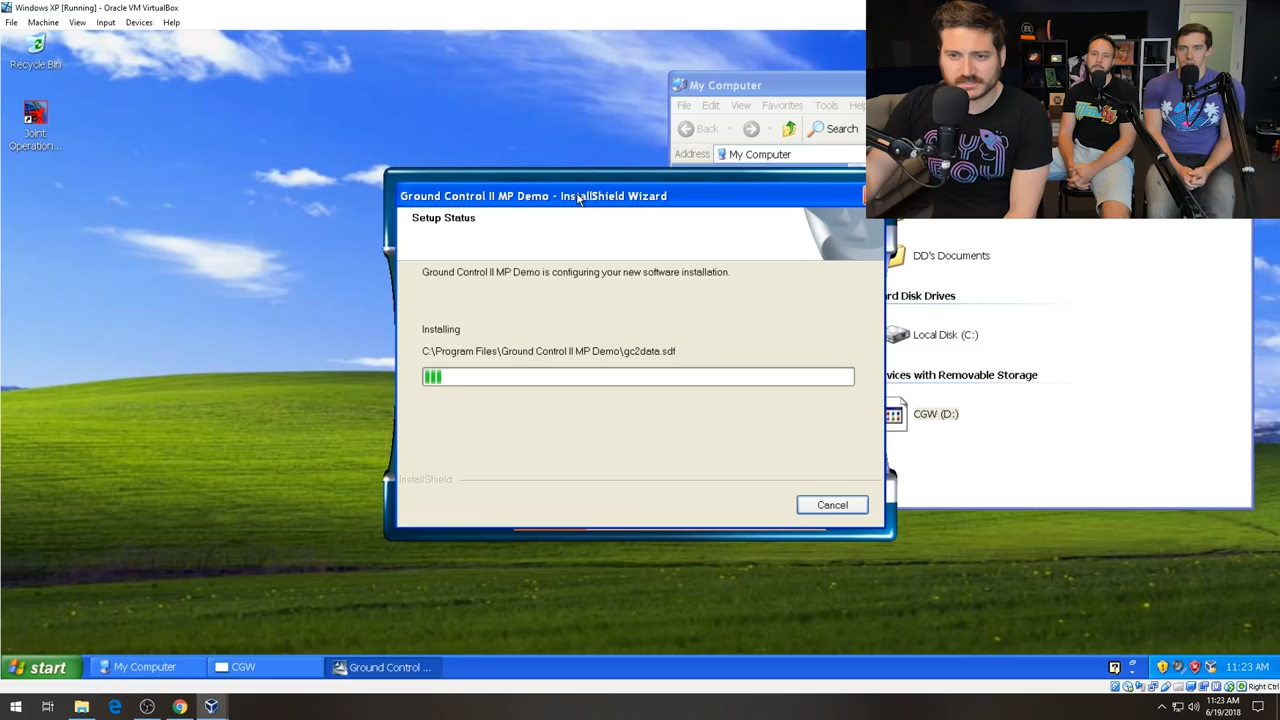 Windows XP [Running] - Oracle VM VirtualBox
File Machine View Input Devices Help
Recycle Bin
Joint
Operation...
My Computer
File Edit View Favorites Tools Help
Back Search
Address My Computer
Ground Control II MP Demo - InstallShield Wizard
Setup Status
Ground Control II MP Demo is configuring your new software installation.
Installing
C:\Program Files\Ground Control II MP Demo\gc2data.sdf
InstallShield
Cancel
DD's Documents
rd Disk Drives
Local Disk (C:)
vices with Removable Storage
CGW (D:)
start My Computer CGW Ground Control ... 11:23 AM
Right Ctrl
11:23 AM
6/19/2018